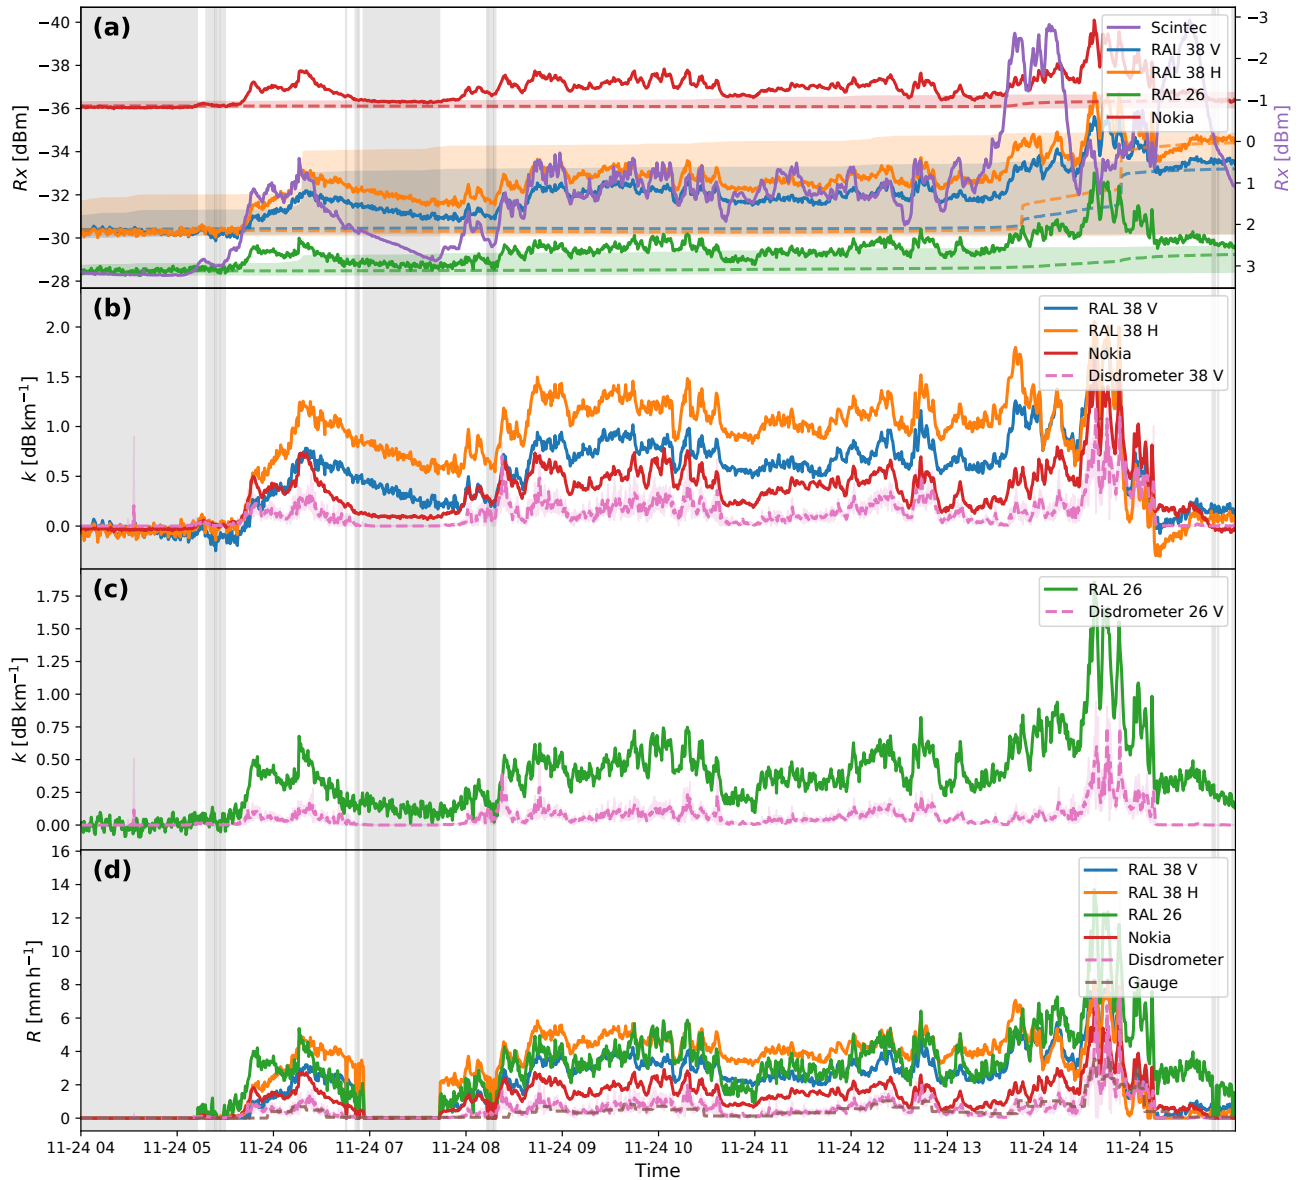 (a)
−40
−38
−36
−34
−32
−30
−28
Rx [dBm]
−3
−2
−1
0
1
2
3
Rx [dBm]
Scintec
RAL 38 V
RAL 38 H
RAL 26
Nokia
(b)
2.0
1.5
1.0
0.5
0.0
k [dB km⁻¹]
RAL 38 V
RAL 38 H
Nokia
Disdrometer 38 V
(c)
1.75
1.50
1.25
1.00
0.75
0.50
0.25
0.00
k [dB km⁻¹]
RAL 26
Disdrometer 26 V
(d)
16
14
12
10
8
6
4
2
0
R [mm h⁻¹]
RAL 38 V
RAL 38 H
RAL 26
Nokia
Disdrometer
Gauge
11-24 04 11-24 05 11-24 06 11-24 07 11-24 08 11-24 09 11-24 10 11-24 11 11-24 12 11-24 13 11-24 14 11-24 15
Time